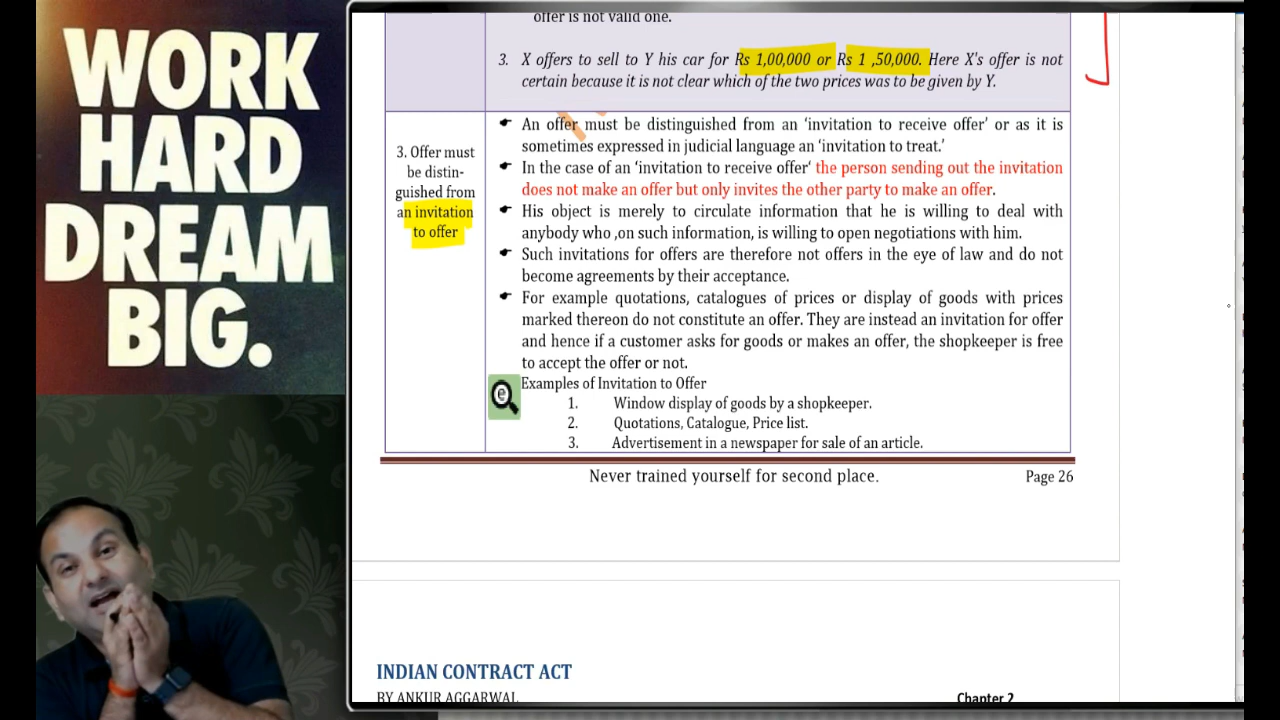 WORK
HARD
DREAM
BIG.
offer is not valid one.
3. X offers to sell to Y his car for Rs 1,00,000 or Rs 1 ,50,000. Here X's offer is not
certain because it is not clear which of the two prices was to be given by Y.
3. Offer must
be distin-
guished from
an invitation
to offer
An offer must be distinguished from an ‘invitation to receive offer’ or as it is
sometimes expressed in judicial language an ‘invitation to treat.’
In the case of an ‘invitation to receive offer‘ the person sending out the invitation
does not make an offer but only invites the other party to make an offer.
His object is merely to circulate information that he is willing to deal with
anybody who ,on such information, is willing to open negotiations with him.
Such invitations for offers are therefore not offers in the eye of law and do not
become agreements by their acceptance.
For example quotations, catalogues of prices or display of goods with prices
marked thereon do not constitute an offer. They are instead an invitation for offer
and hence if a customer asks for goods or makes an offer, the shopkeeper is free
to accept the offer or not.
Examples of Invitation to Offer
1. Window display of goods by a shopkeeper.
2. Quotations, Catalogue, Price list.
3. Advertisement in a newspaper for sale of an article.
Never trained yourself for second place.
Page 26
INDIAN CONTRACT ACT
BY ANKUR AGGARWAL
Chapter 2